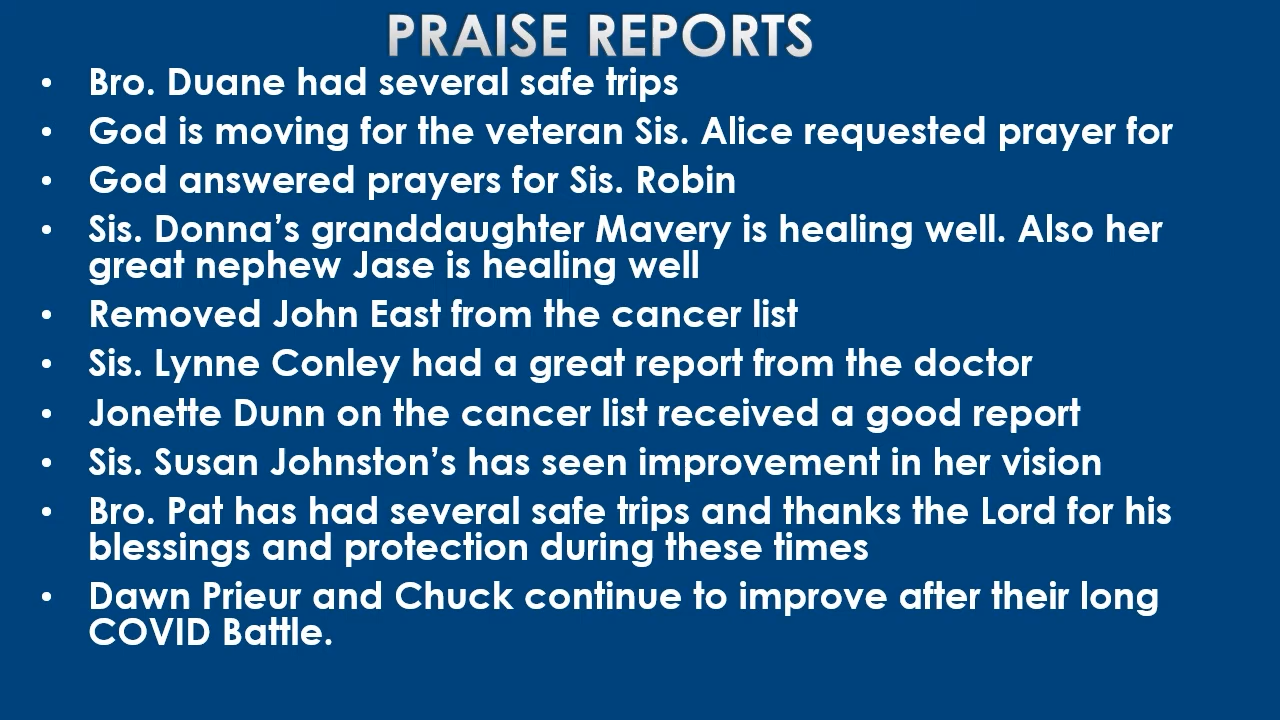 PRAISE REPORTS
• Bro. Duane had several safe trips
• God is moving for the veteran Sis. Alice requested prayer for
• God answered prayers for Sis. Robin
• Sis. Donna’s granddaughter Mavery is healing well. Also her
great nephew Jase is healing well
• Removed John East from the cancer list
• Sis. Lynne Conley had a great report from the doctor
• Jonette Dunn on the cancer list received a good report
• Sis. Susan Johnston’s has seen improvement in her vision
• Bro. Pat has had several safe trips and thanks the Lord for his
blessings and protection during these times
• Dawn Prieur and Chuck continue to improve after their long
COVID Battle.